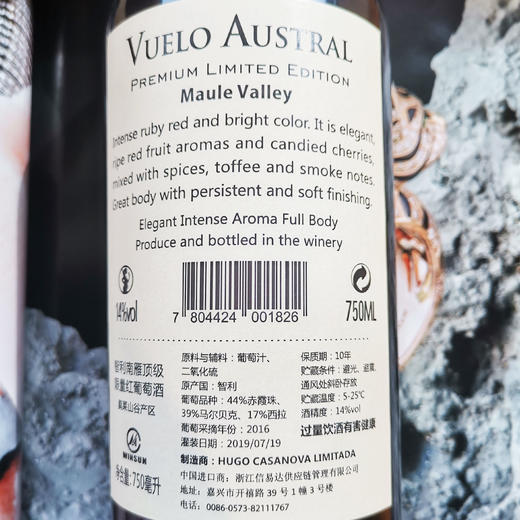 VUELO AUSTRAL
PREMIUM LIMITED EDITION
Maule Valley
Intense ruby red and bright color. It is elegant,
ripe red fruit aromas and candied cherries,
mixed with spices, toffee and smoke notes.
Great body with persistent and soft finishing.
Elegant Intense Aroma Full Body
Produce and bottled in the winery
14%vol
7 804424 001826
750ML
智利南雁顶级
限量红葡萄酒
莫莱山谷产区
MINSUN
净含量:750毫升
原料与辅料:葡萄汁、
二氧化硫
原产国:智利
葡萄品种:44%赤霞珠、
39%马尔贝克、17%西拉
葡萄采摘年份:2016
灌装日期:2019/07/19
保质期:10年
贮藏条件:避光、避震、
通风处斜卧存放
贮藏温度:5-25℃
酒精度:14%vol
过量饮酒有害健康
制造商:HUGO CASANOVA LIMITADA
中国进口商:浙江信易达供应链管理有限公司
地址:嘉兴市开禧路39号1幢3号楼
电话:0086-0573-82111767